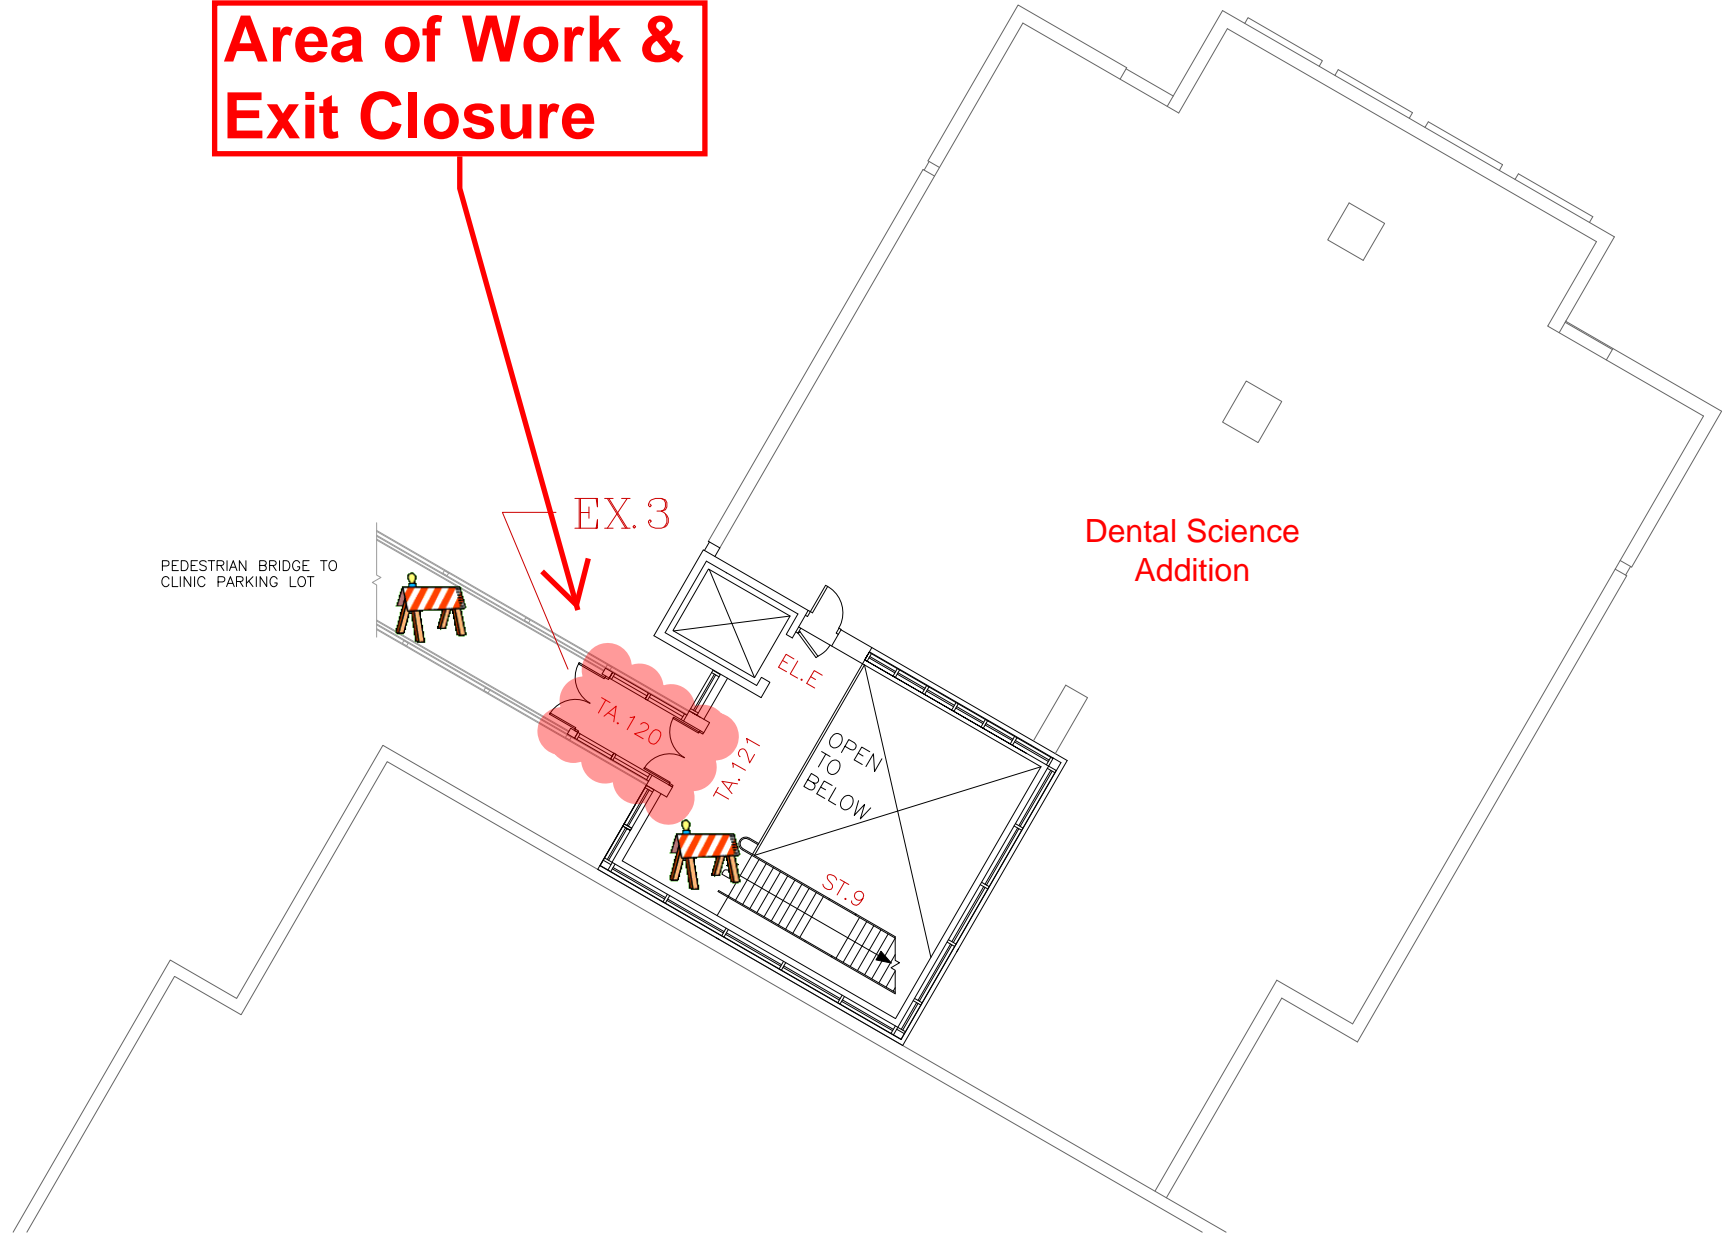 Area of Work &
Exit Closure
EX.3
PEDESTRIAN BRIDGE TO
CLINIC PARKING LOT
Dental Science
Addition
EL.E
TA.120
TA.121
OPEN
TO
BELOW
ST.9